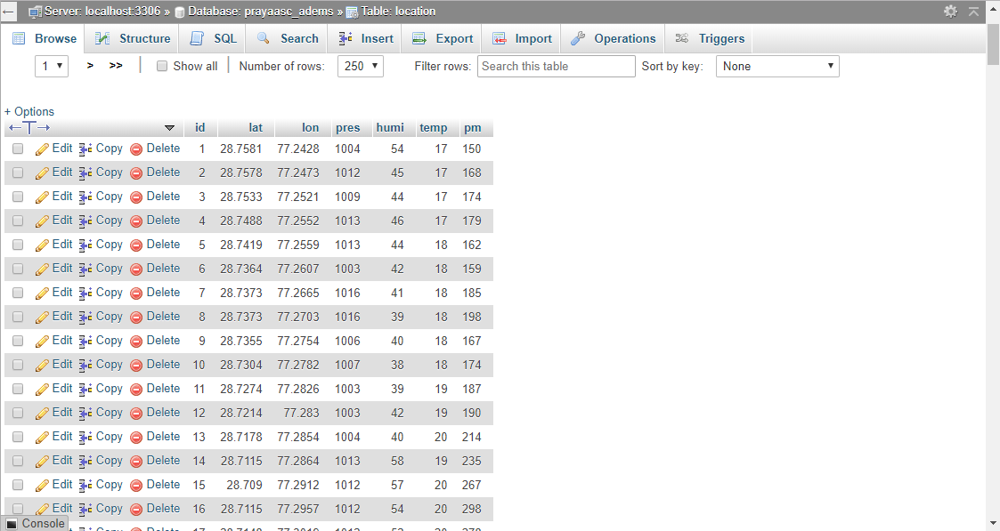 Server: localhost:3306 » Database: prayaasc_adems » Table: location
Browse Structure SQL Search Insert Export Import Operations Triggers
1 > >> Show all Number of rows: 250 Filter rows: Search this table Sort by key: None
+ Options
←T→ id lat lon pres humi temp pm
Edit Copy Delete 1 28.7581 77.2428 1004 54 17 150
Edit Copy Delete 2 28.7578 77.2473 1012 45 17 168
Edit Copy Delete 3 28.7533 77.2521 1009 44 17 174
Edit Copy Delete 4 28.7488 77.2552 1013 46 17 179
Edit Copy Delete 5 28.7419 77.2559 1013 44 18 162
Edit Copy Delete 6 28.7364 77.2607 1003 42 18 159
Edit Copy Delete 7 28.7373 77.2665 1016 41 18 185
Edit Copy Delete 8 28.7373 77.2703 1016 39 18 198
Edit Copy Delete 9 28.7355 77.2754 1006 40 18 167
Edit Copy Delete 10 28.7304 77.2782 1007 38 18 174
Edit Copy Delete 11 28.7274 77.2826 1003 39 19 187
Edit Copy Delete 12 28.7214 77.283 1003 42 19 190
Edit Copy Delete 13 28.7178 77.2854 1004 40 20 214
Edit Copy Delete 14 28.7115 77.2864 1013 58 19 235
Edit Copy Delete 15 28.709 77.2912 1012 57 20 267
Edit Copy Delete 16 28.7115 77.2957 1012 54 20 298
Console